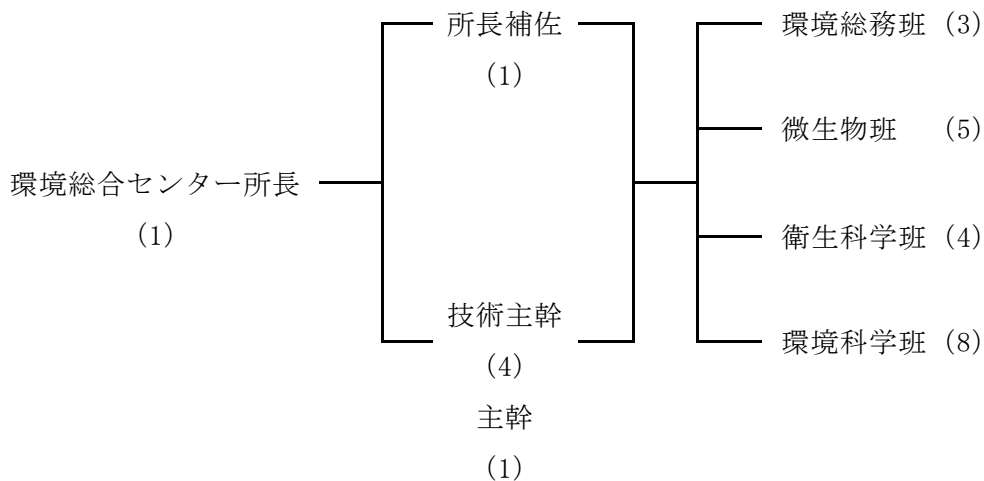 環境総合センター所長
(1)
所長補佐
(1)
技術主幹
(4)
主幹
(1)
環境総務班 (3)
微生物班 (5)
衛生科学班 (4)
環境科学班 (8)